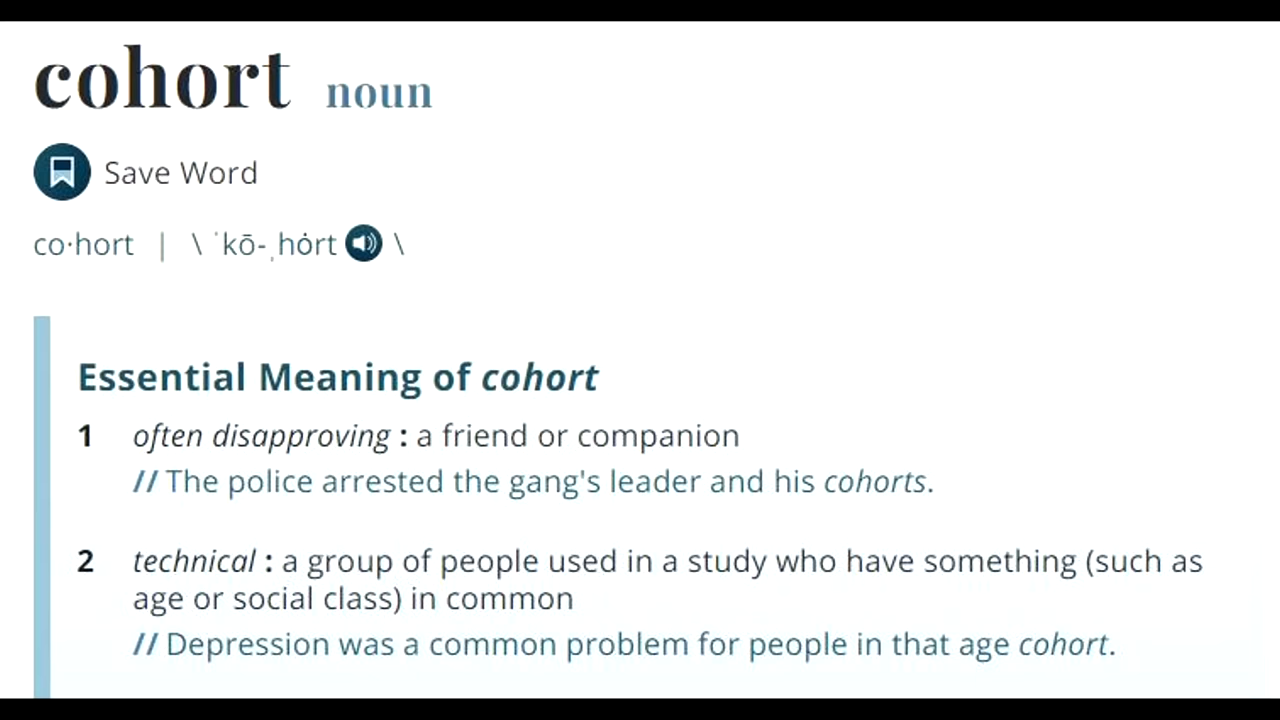 cohort noun
Save Word
co·hort | \ ˈkō-ˌhȯrt \
Essential Meaning of cohort
1 often disapproving : a friend or companion
// The police arrested the gang's leader and his cohorts.
2 technical : a group of people used in a study who have something (such as
age or social class) in common
// Depression was a common problem for people in that age cohort.